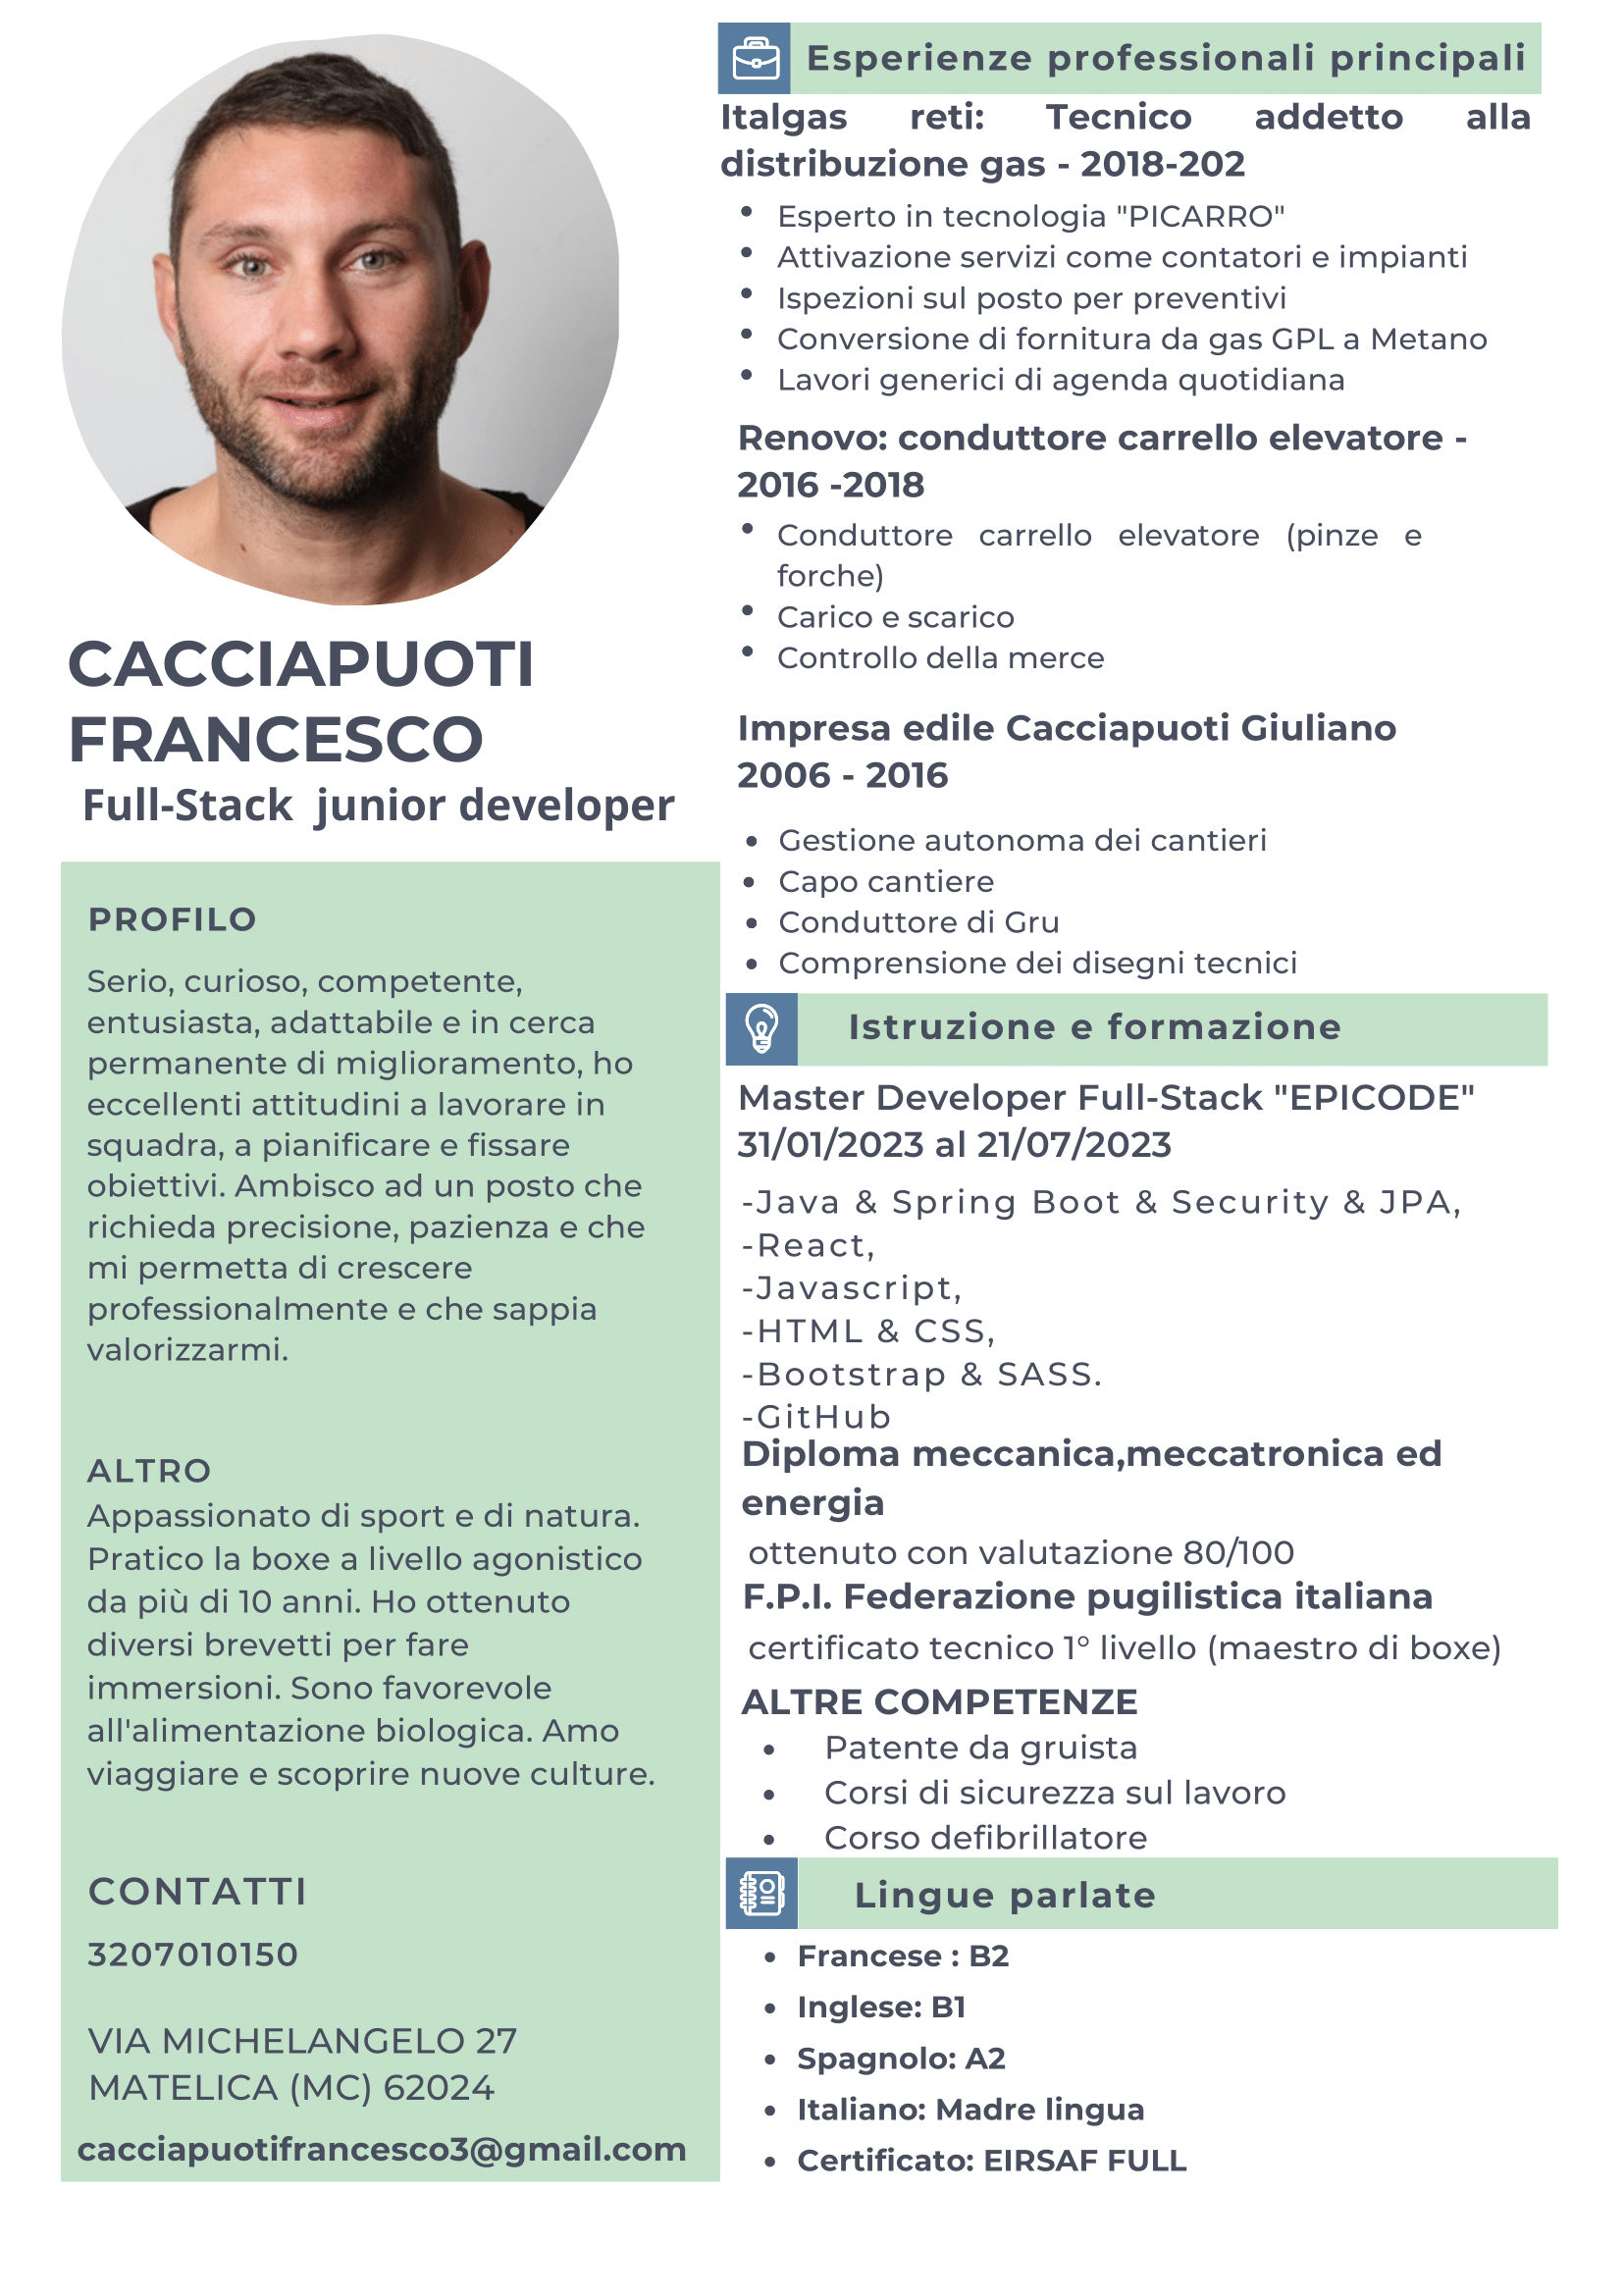 CACCIAPUOTI
FRANCESCO
Full-Stack  junior developer
PROFILO
Serio, curioso, competente,
entusiasta, adattabile e in cerca
permanente di miglioramento, ho
eccellenti attitudini a lavorare in
squadra, a pianificare e fissare
obiettivi. Ambisco ad un posto che
richieda precisione, pazienza e che
mi permetta di crescere
professionalmente e che sappia
valorizzarmi.
ALTRO
Appassionato di sport e di natura.
Pratico la boxe a livello agonistico
da più di 10 anni. Ho ottenuto
diversi brevetti per fare
immersioni. Sono favorevole
all'alimentazione biologica. Amo
viaggiare e scoprire nuove culture.
CONTATTI
3207010150
VIA MICHELANGELO 27
MATELICA (MC) 62024
cacciapuotifrancesco3@gmail.com
Esperienze professionali principali
Italgas reti: Tecnico addetto alla
distribuzione gas - 2018-202
• Esperto in tecnologia "PICARRO"
• Attivazione servizi come contatori e impianti
• Ispezioni sul posto per preventivi
• Conversione di fornitura da gas GPL a Metano
• Lavori generici di agenda quotidiana
Renovo: conduttore carrello elevatore -
2016 -2018
• Conduttore carrello elevatore (pinze e
forche)
• Carico e scarico
• Controllo della merce
Impresa edile Cacciapuoti Giuliano
2006 - 2016
• Gestione autonoma dei cantieri
• Capo cantiere
• Conduttore di Gru
• Comprensione dei disegni tecnici
Istruzione e formazione
Master Developer Full-Stack "EPICODE"
31/01/2023 al 21/07/2023
-Java & Spring Boot & Security & JPA,
-React,
-Javascript,
-HTML & CSS,
-Bootstrap & SASS.
-GitHub
Diploma meccanica,meccatronica ed
energia
ottenuto con valutazione 80/100
F.P.I. Federazione pugilistica italiana
certificato tecnico 1° livello (maestro di boxe)
ALTRE COMPETENZE
• Patente da gruista
• Corsi di sicurezza sul lavoro
• Corso defibrillatore
Lingue parlate
• Francese : B2
• Inglese: B1
• Spagnolo: A2
• Italiano: Madre lingua
• Certificato: EIRSAF FULL